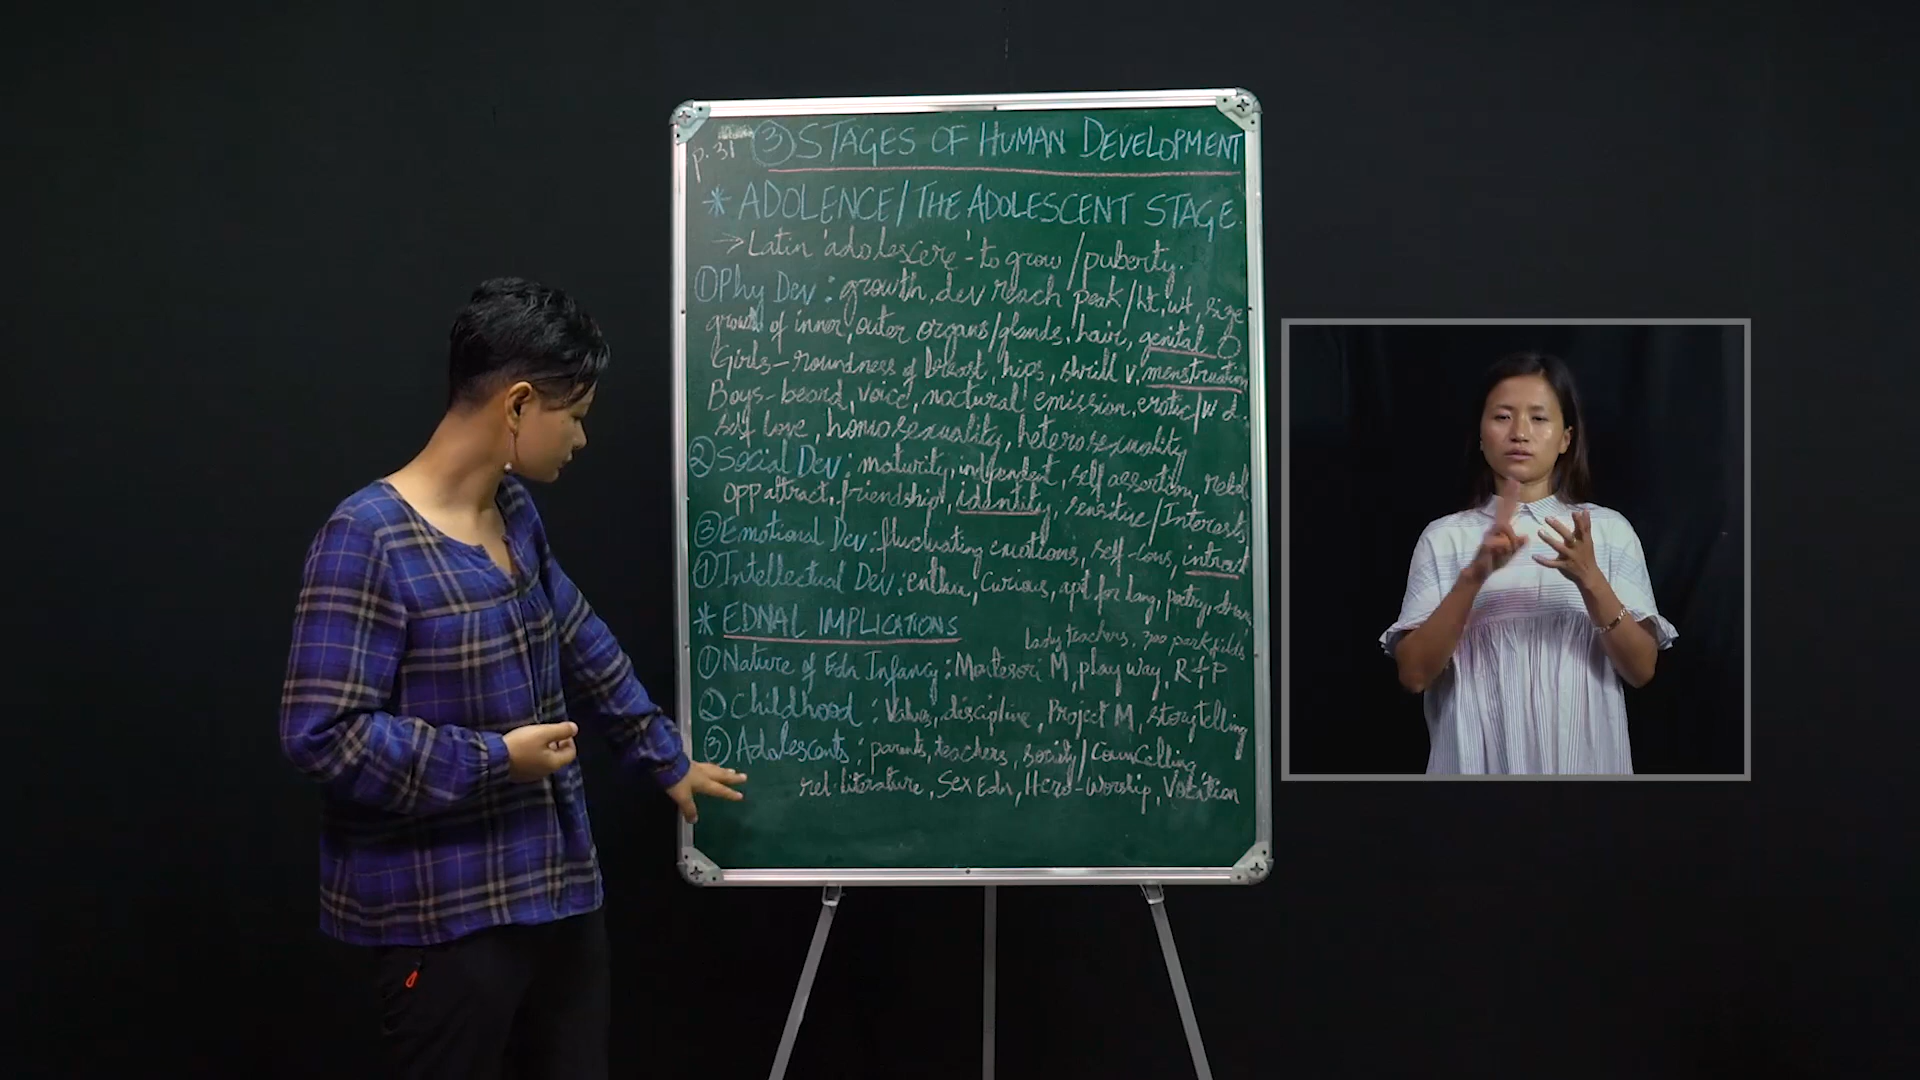 p. 31 ③ STAGES OF HUMAN DEVELOPMENT
* ADOLENCE/THE ADOLESCENT STAGE
→ Latin 'adolescere' - to grow/puberty.
① Phy Dev: growth, dev reach peak/ht, wt, size
growth of inner, outer organs/glands, hair, genital O
Girls - roundness of breast, hips, shrill v, menstruation
Boys - beard, voice, noctural emission, erotic/w d.
self love, homosexuality, heterosexuality
② Social Dev: maturity, independent, self assertion, rebel
opp attract, friendship, identity, sensitive/Interests
③ Emotional Dev: fluctuating emotions, self-cons,
① Intellectual Dev: enthu, curious, apt for lang, poetry, drama
* EDNAL IMPLICATIONS
lady teachers, zoo park fields
① Nature of Edn Infancy: Montesori M, play way, R & P
② Childhood: Values, discipline, Project M, storytelling
③ Adolescents: parents, teachers, society/Councelling
rel. literature, Sex Edn, Hero-Worship, Vocation